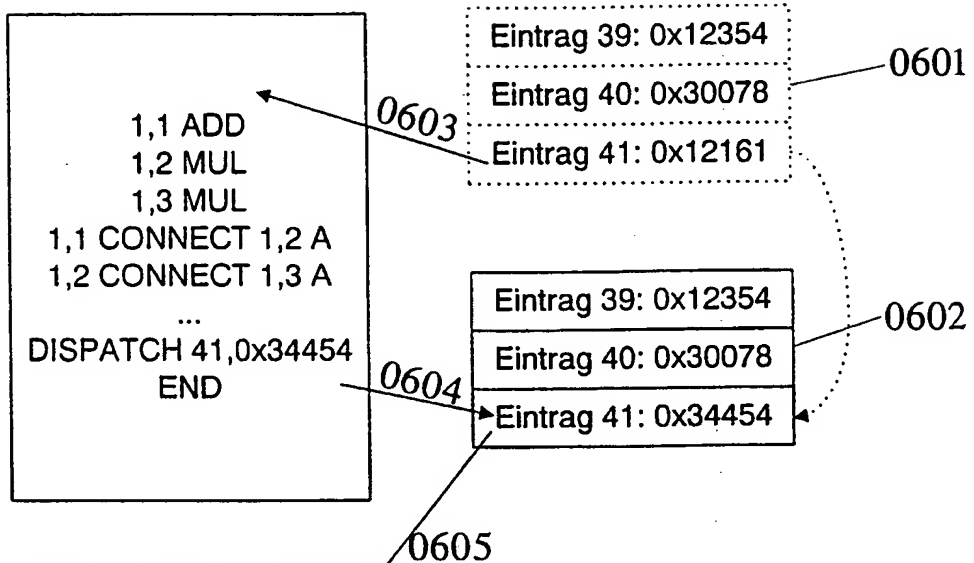 1,1 ADD
1,2 MUL
1,3 MUL
1,1 CONNECT 1,2 A
1,2 CONNECT 1,3 A
...
DISPATCH 41,0x34454
END
Eintrag 39: 0x12354
Eintrag 40: 0x30078
Eintrag 41: 0x12161
0601
0603
Eintrag 39: 0x12354
Eintrag 40: 0x30078
Eintrag 41: 0x34454
0602
0604
0605